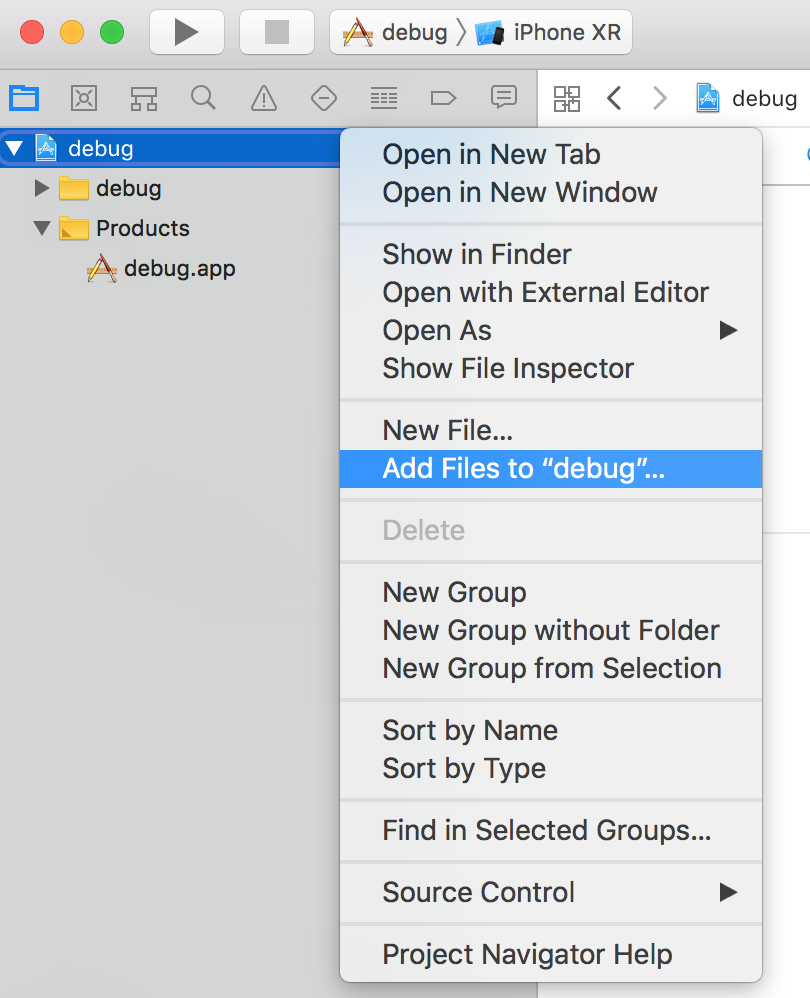 debug
iPhone XR
debug
debug
debug
Products
debug.app
Open in New Tab
Open in New Window
Show in Finder
Open with External Editor
Open As
Show File Inspector
New File...
Add Files to “debug”...
Delete
New Group
New Group without Folder
New Group from Selection
Sort by Name
Sort by Type
Find in Selected Groups...
Source Control
Project Navigator Help